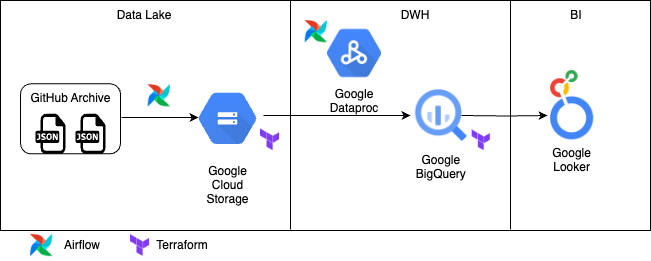 Data Lake
DWH
BI
GitHub Archive
JSON
JSON
Google
Cloud
Storage
Google
Dataproc
Google
BigQuery
Google
Looker
Airflow
Terraform